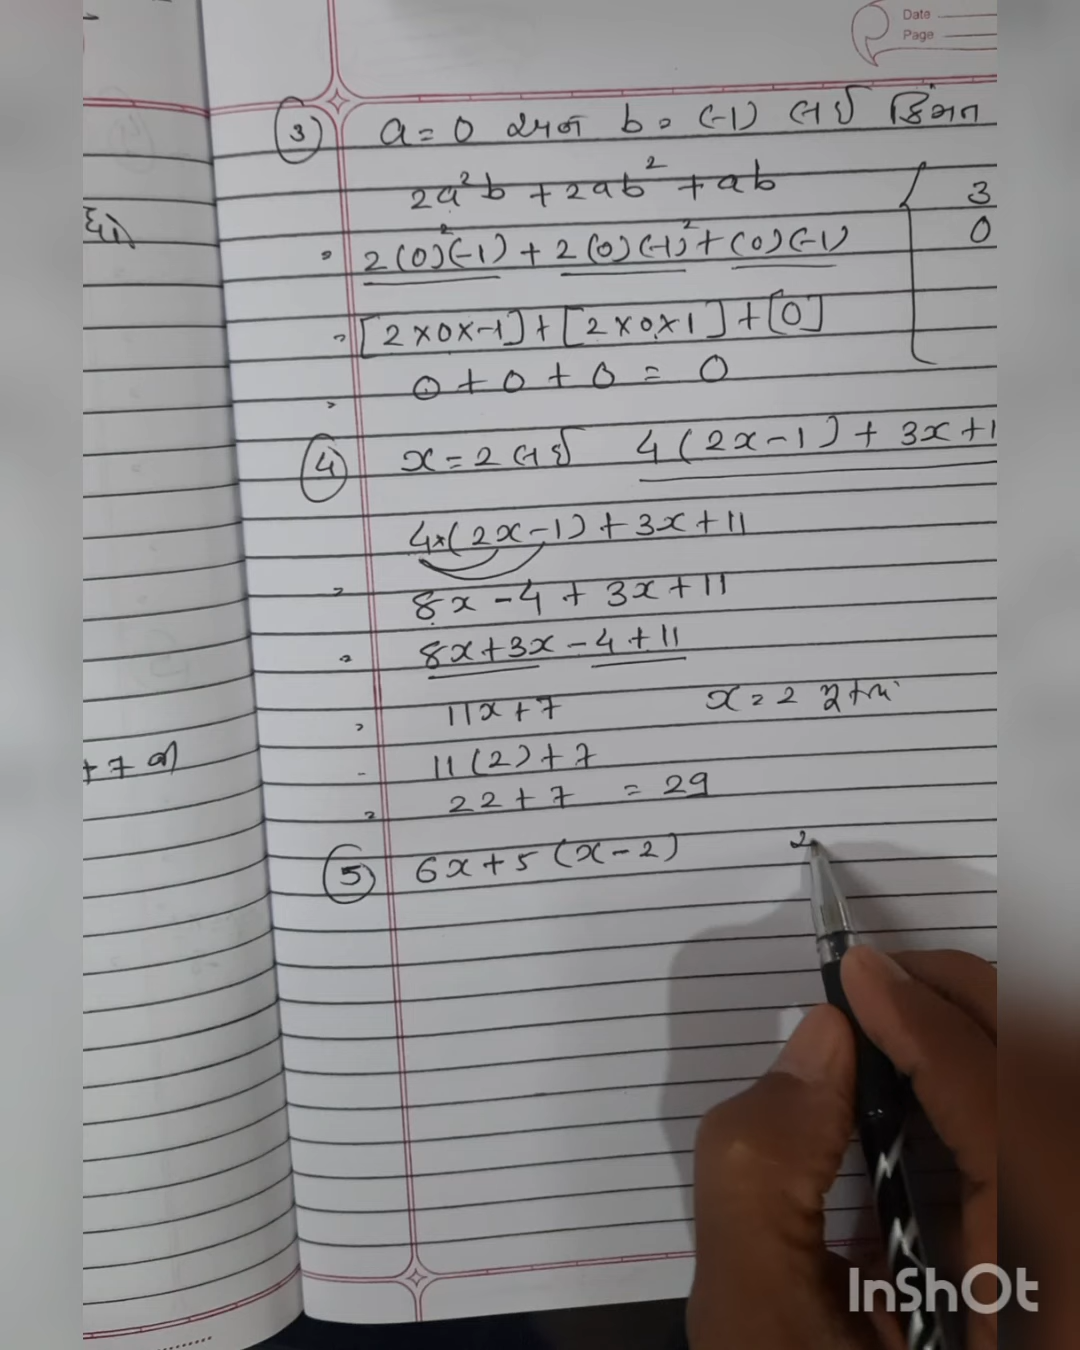 Date
Page
③ a = 0 અને b = (-1) લઈ કિંમત
2a²b + 2ab² + ab
3
0
= 2(0)²(-1) + 2(0)(-1)² + (0)(-1)
= [2×0×-1] + [2×0×1] + [0]
= 0 + 0 + 0 = 0
④ x = 2 લઈ 4(2x-1) + 3x + 1
4×(2x-1) + 3x + 11
= 8x - 4 + 3x + 11
= 8x + 3x - 4 + 11
= 11x + 7 x = 2
+ 7 ની
= 11(2) + 7
= 22 + 7 = 29
⑤ 6x + 5(x-2)
InShOt